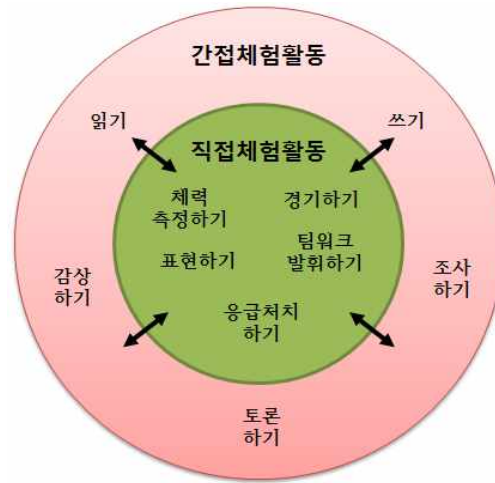 간접체험활동
읽기
쓰기
직접체험활동
체력
측정하기
경기하기
표현하기
팀워크
발휘하기
감상
하기
조사
하기
응급처치
하기
토론
하기